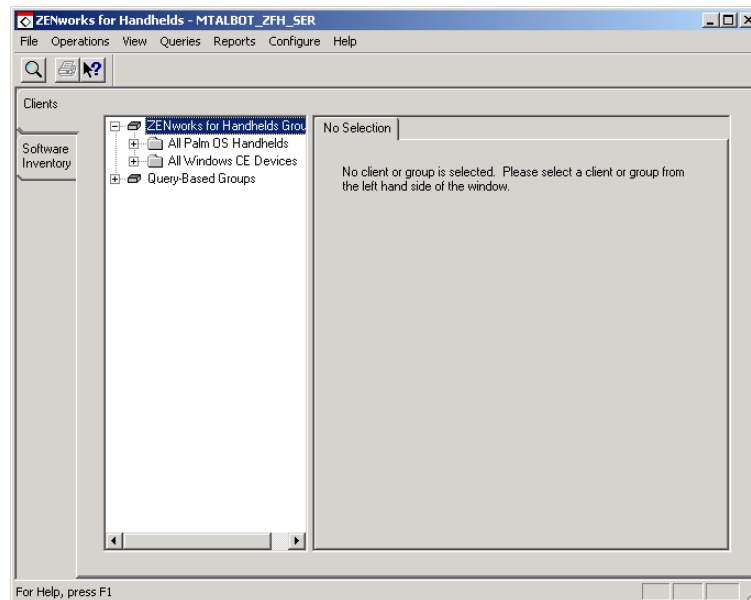 ZENworks for Handhelds - MTALBOT_ZFH_SER
File Operations View Queries Reports Configure Help
Clients
Software
Inventory
ZENworks for Handhelds Grou
All Palm OS Handhelds
All Windows CE Devices
Query-Based Groups
No Selection
No client or group is selected. Please select a client or group from
the left hand side of the window.
For Help, press F1